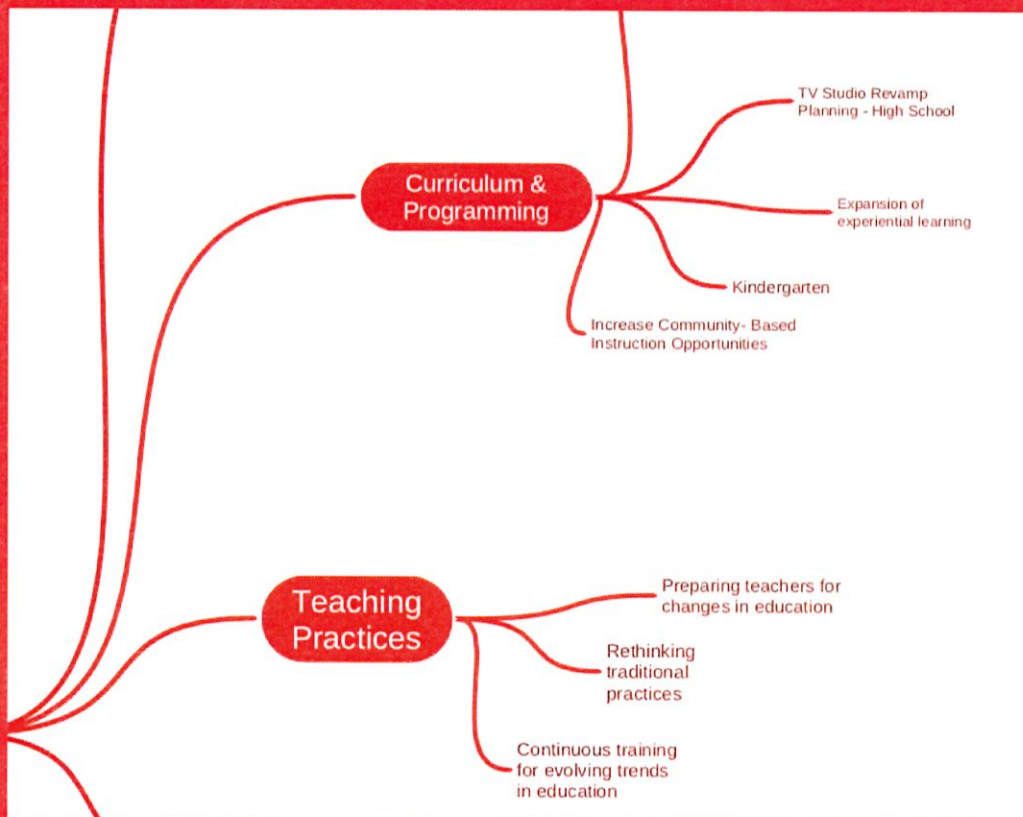 TV Studio Revamp
Planning - High School
Curriculum &
Programming
Expansion of
experiential learning
Kindergarten
Increase Community- Based
Instruction Opportunities
Teaching
Practices
Preparing teachers for
changes in education
Rethinking
traditional
practices
Continuous training
for evolving trends
in education